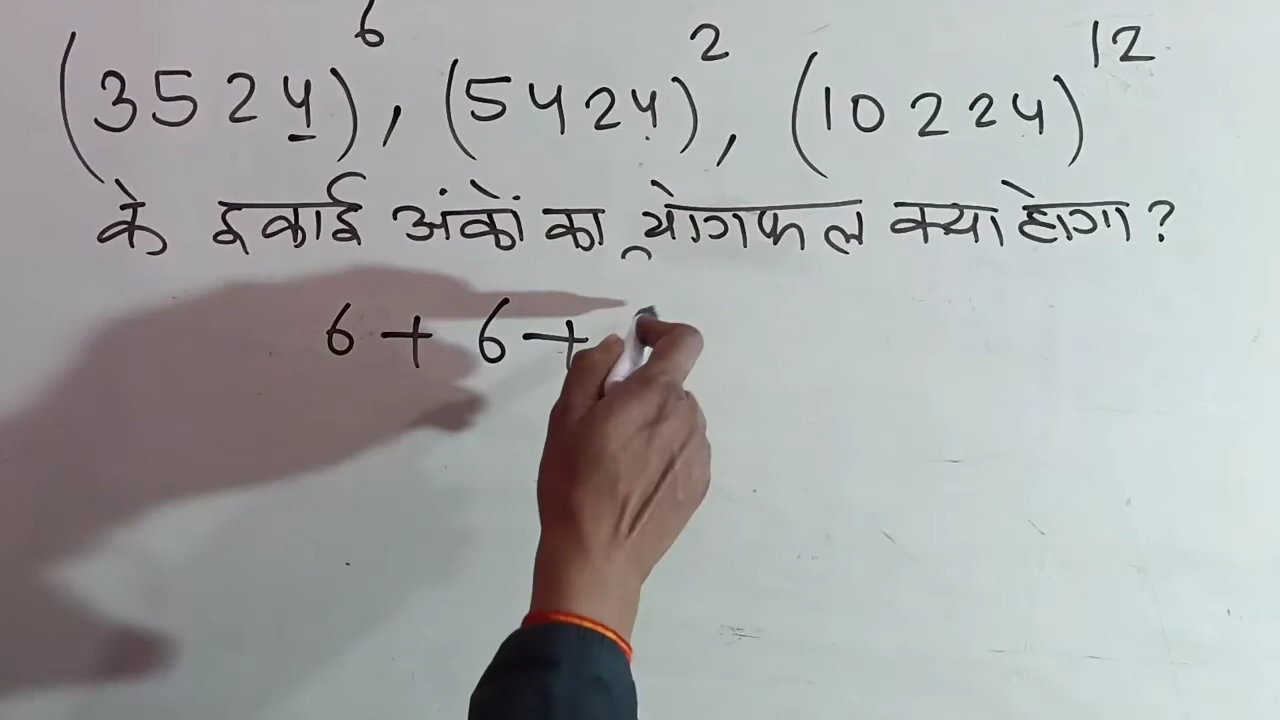 (3524)⁶, (5424)², (10224)¹²
के इकाई अंकों का योगफल क्या होगा?
6 + 6 +